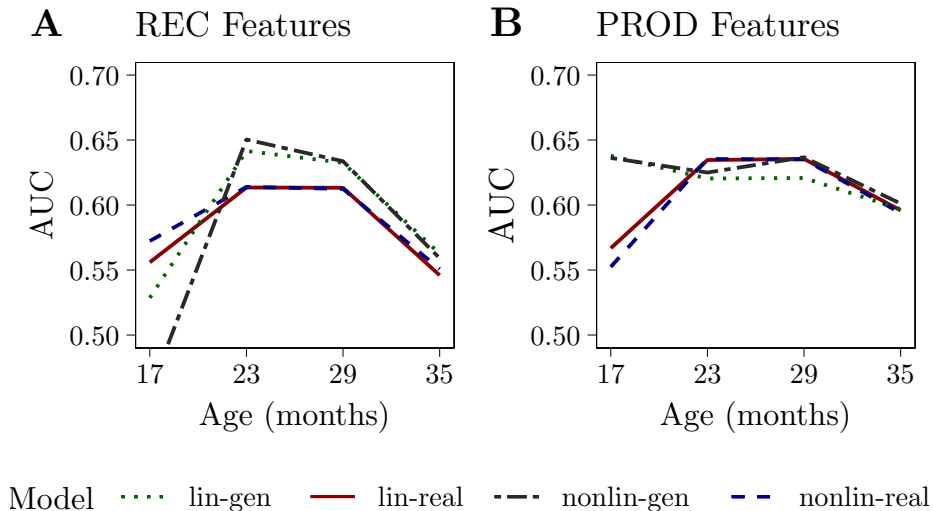 A REC Features
B PROD Features
AUC
0.70
0.65
0.60
0.55
0.50
17 23 29 35
Age (months)
AUC
0.70
0.65
0.60
0.55
0.50
17 23 29 35
Age (months)
Model lin-gen lin-real nonlin-gen nonlin-real